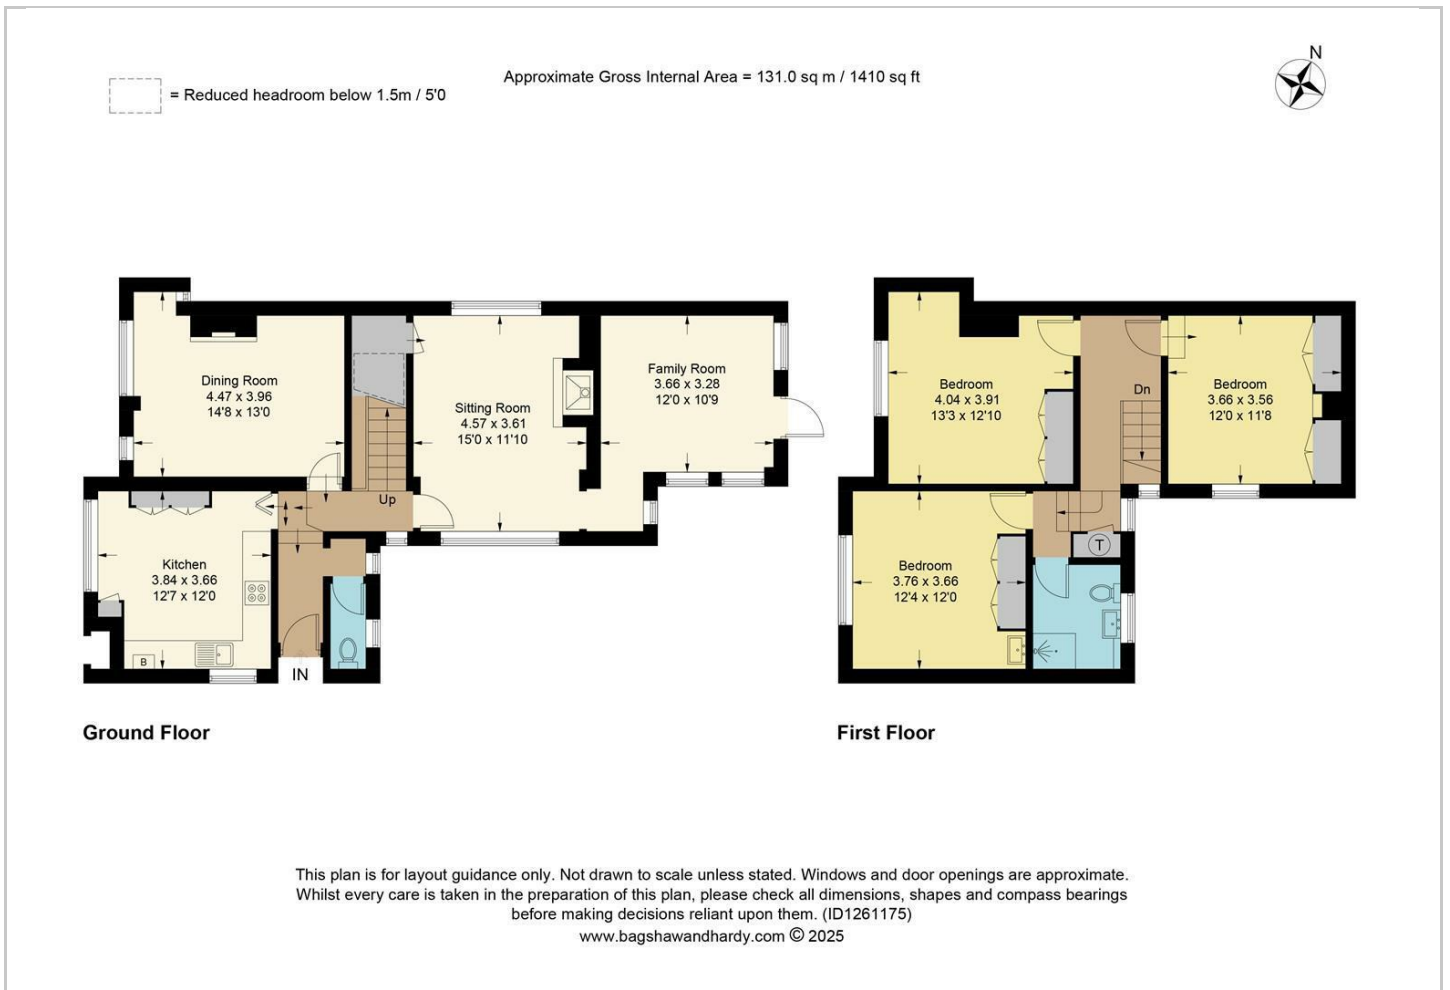 N
Approximate Gross Internal Area = 131.0 sq m / 1410 sq ft
= Reduced headroom below 1.5m / 5'0
Dining Room
4.47 x 3.96
14'8 x 13'0
Sitting Room
4.57 x 3.61
15'0 x 11'10
Family Room
3.66 x 3.28
12'0 x 10'9
Up
Kitchen
3.84 x 3.66
12'7 x 12'0
B
IN
Ground Floor
Bedroom
4.04 x 3.91
13'3 x 12'10
Dn
Bedroom
3.66 x 3.56
12'0 x 11'8
Bedroom
3.76 x 3.66
12'4 x 12'0
T
First Floor
This plan is for layout guidance only. Not drawn to scale unless stated. Windows and door openings are approximate.
Whilst every care is taken in the preparation of this plan, please check all dimensions, shapes and compass bearings
before making decisions reliant upon them. (ID1261175)
www.bagshawandhardy.com © 2025